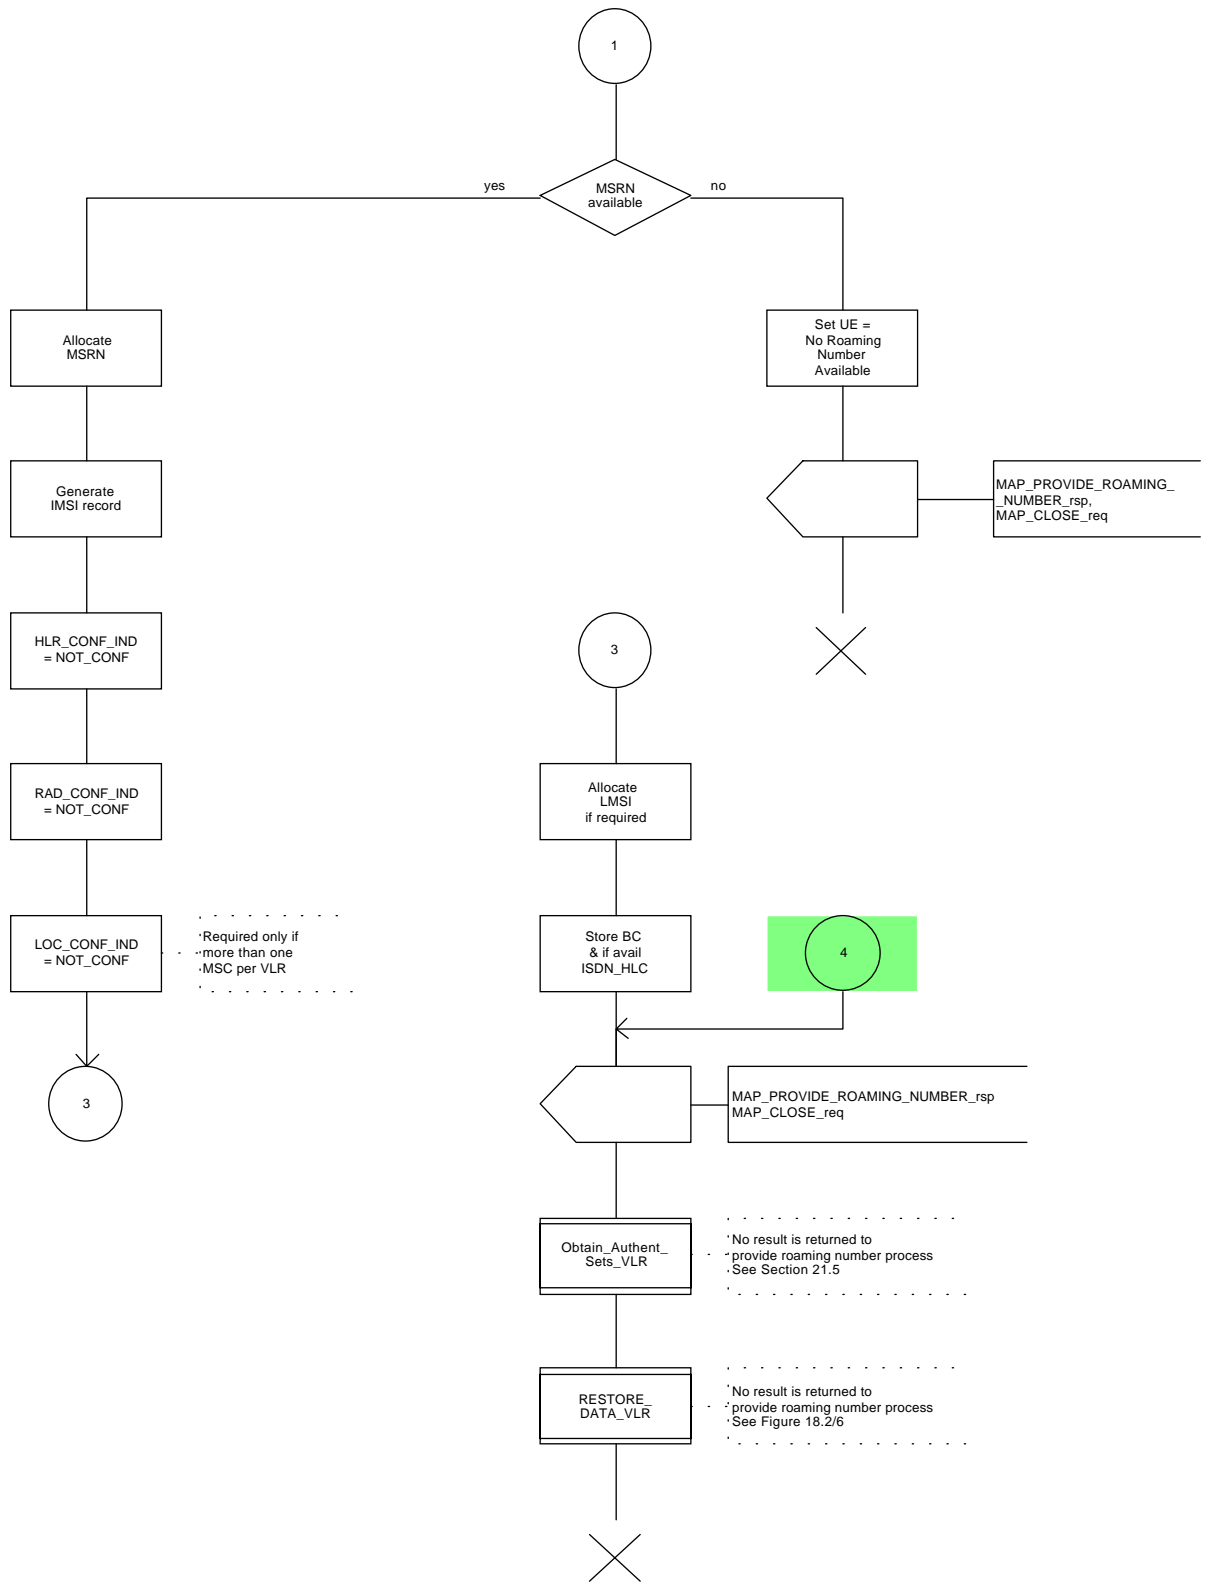 1
yes
MSRN
available
no
Allocate
MSRN
Set UE =
No Roaming
Number
Available
Generate
IMSI record
MAP_PROVIDE_ROAMING_
_NUMBER_rsp,
MAP_CLOSE_req
HLR_CONF_IND
= NOT_CONF
3
RAD_CONF_IND
= NOT_CONF
Allocate
LMSI
if required
LOC_CONF_IND
= NOT_CONF
Required only if
more than one
MSC per VLR
Store BC
& if avail
ISDN_HLC
4
3
MAP_PROVIDE_ROAMING_NUMBER_rsp
MAP_CLOSE_req
Obtain_Authent_
Sets_VLR
No result is returned to
provide roaming number process
See Section 21.5
RESTORE_
DATA_VLR
No result is returned to
provide roaming number process
See Figure 18.2/6